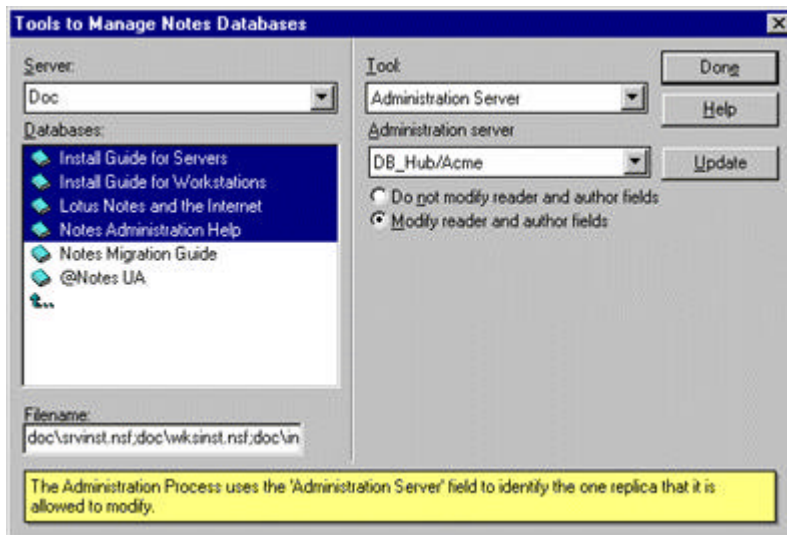 Tools to Manage Notes Databases
Server:
Doc
Databases:
Install Guide for Servers
Install Guide for Workstations
Lotus Notes and the Internet
Notes Administration Help
Notes Migration Guide
@Notes UA
..
Filename:
doc\srvinst.nsf;doc\wksinst.nsf;doc\in
Tool:
Administration Server
Administration server
DB_Hub/Acme
Do not modify reader and author fields
Modify reader and author fields
Done
Help
Update
The Administration Process uses the 'Administration Server' field to identify the one replica that it is
allowed to modify.